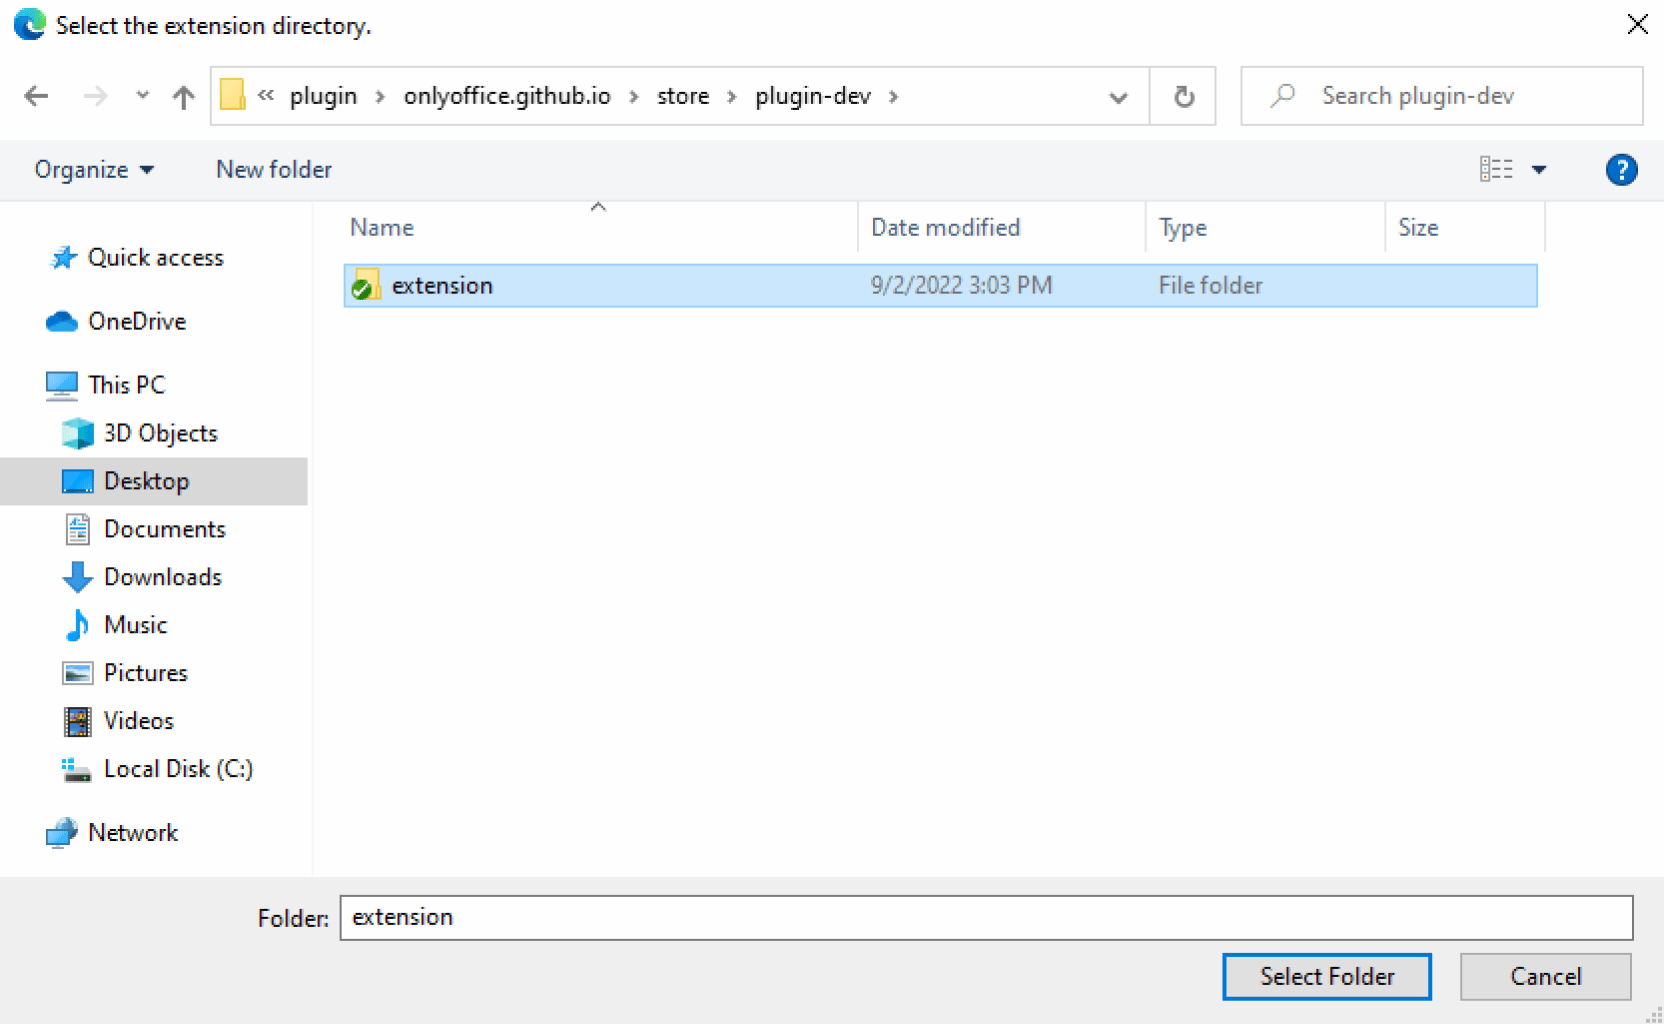 Select the extension directory.
« plugin > onlyoffice.github.io > store > plugin-dev >
Search plugin-dev
Organize New folder
?
Name Date modified Type Size
extension 9/2/2022 3:03 PM File folder
Quick access
OneDrive
This PC
3D Objects
Desktop
Documents
Downloads
Music
Pictures
Videos
Local Disk (C:)
Network
Folder: extension
Select Folder Cancel